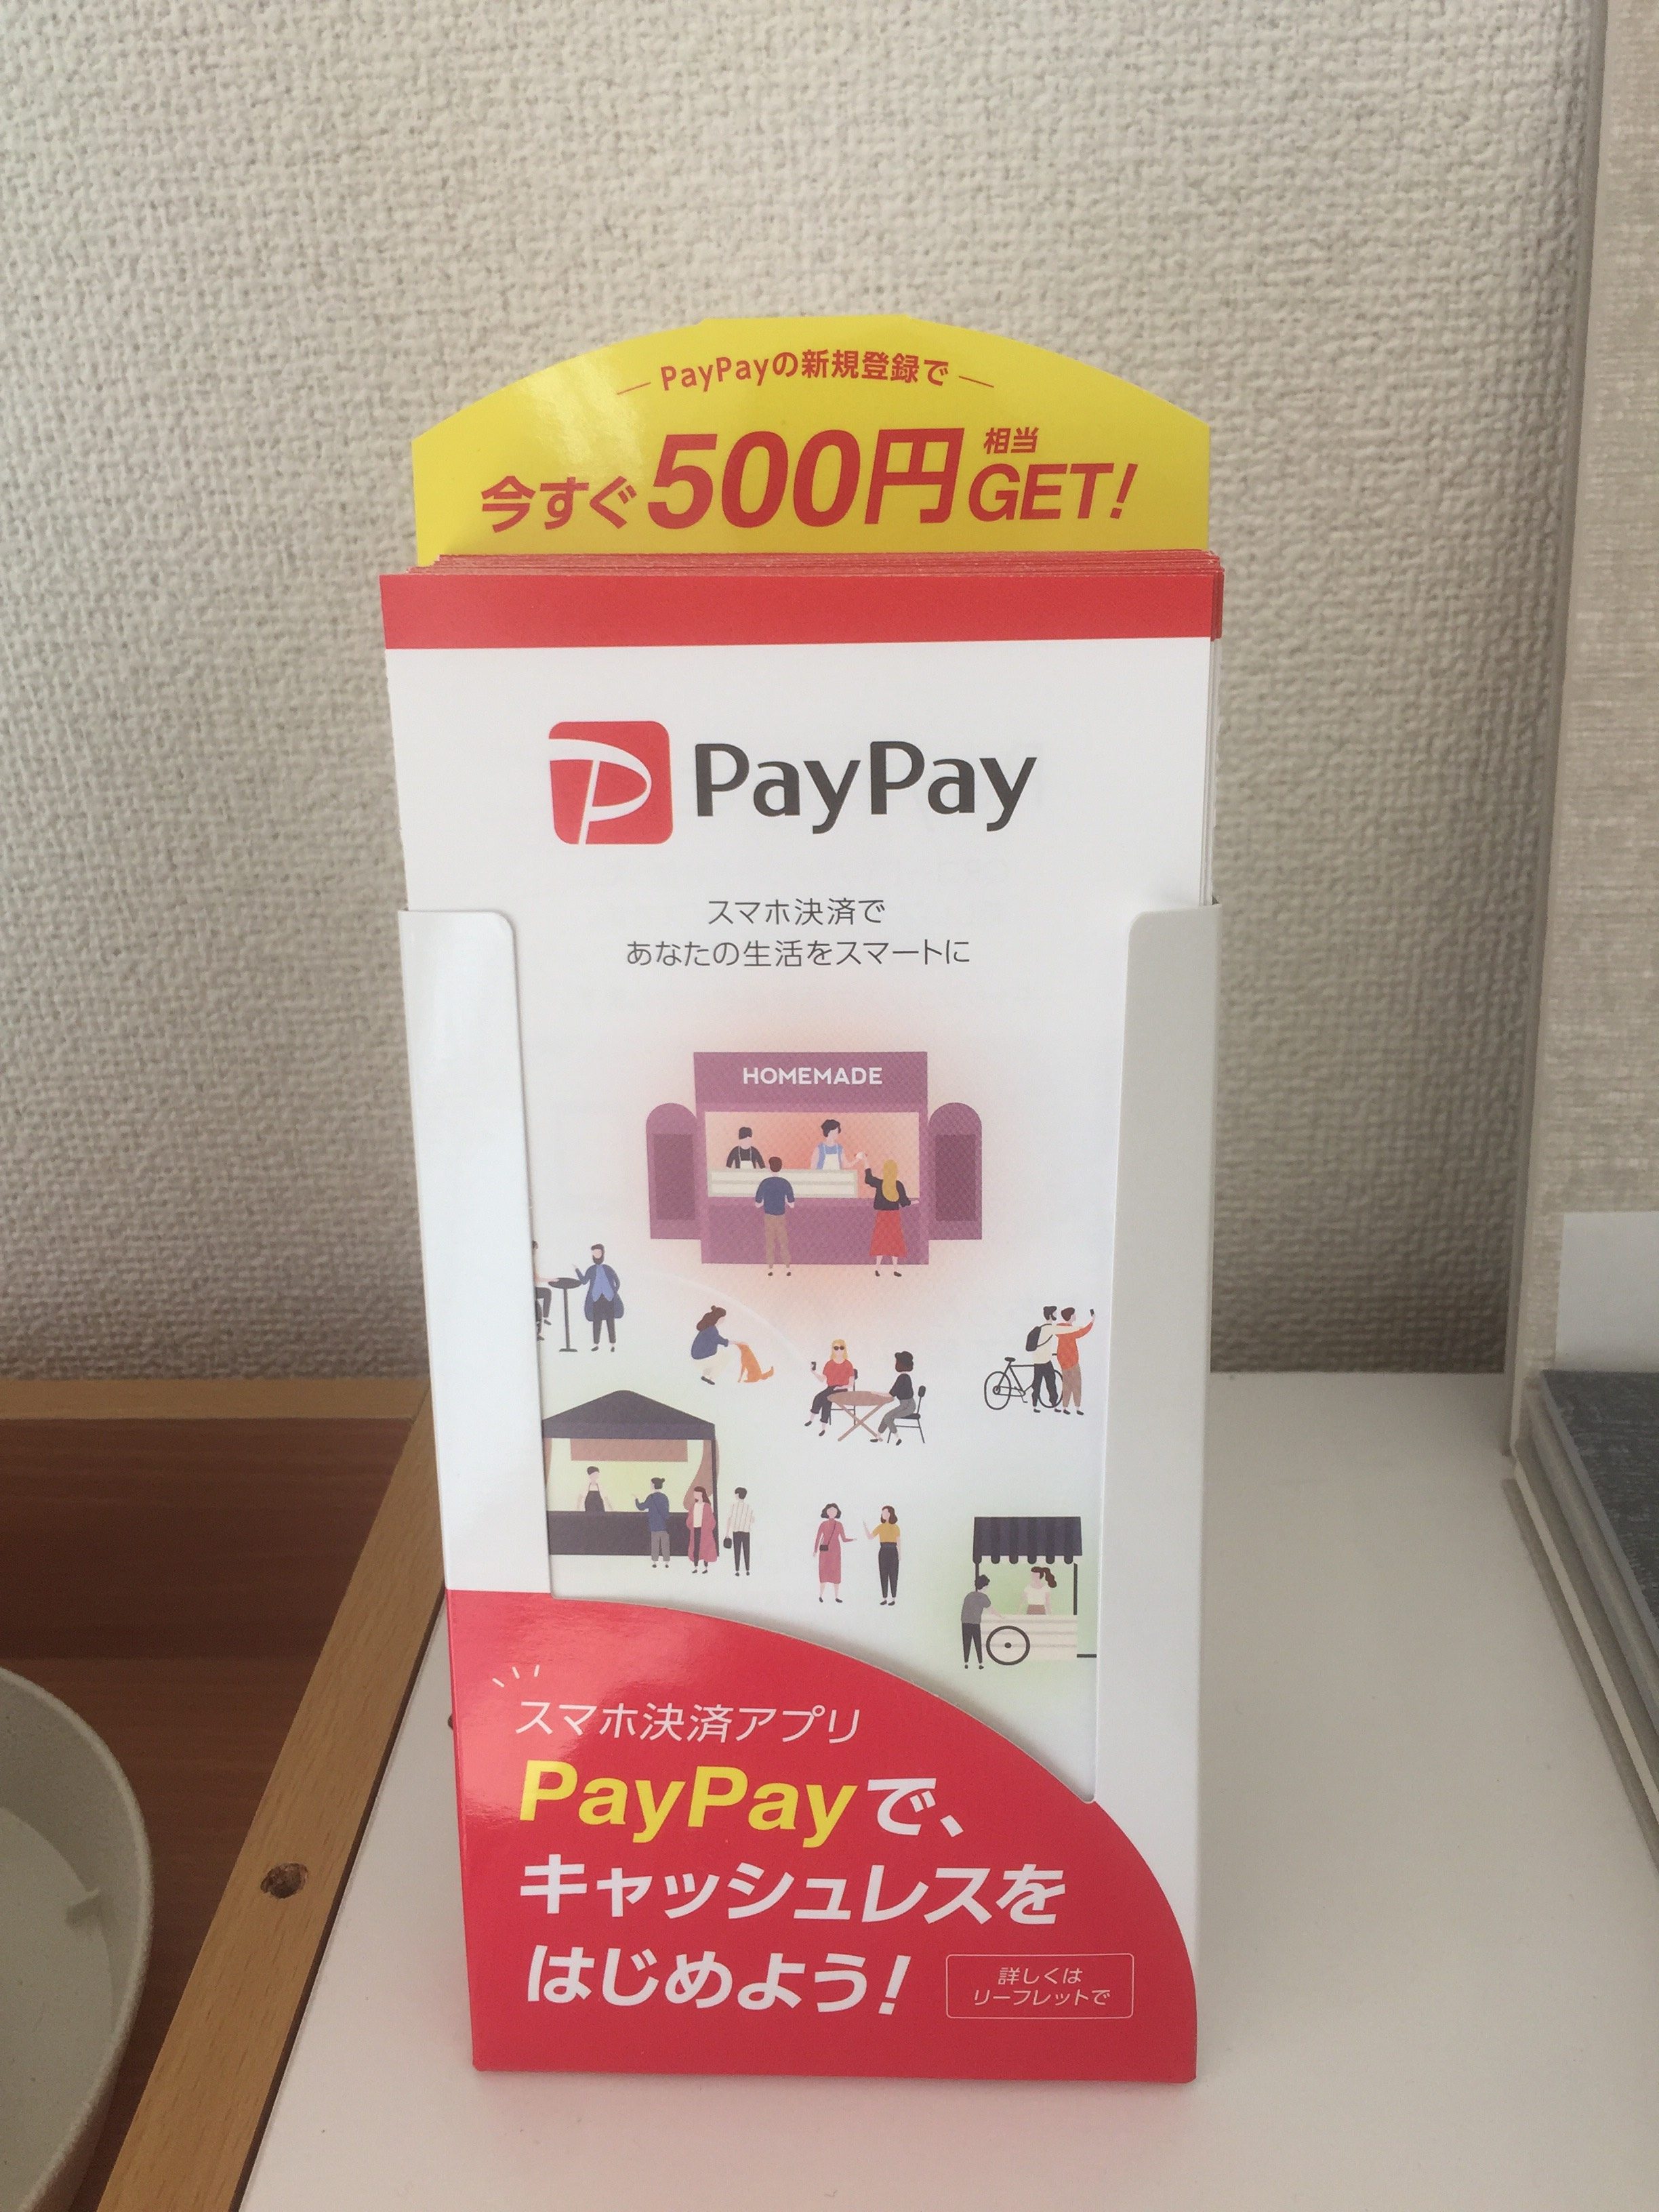 PayPayの新規登録で
今すぐ500円相当GET!
PayPay
スマホ決済で
あなたの生活をスマートに
HOMEMADE
スマホ決済アプリ
PayPayで、
キャッシュレスを
はじめよう!
詳しくは
リーフレットで